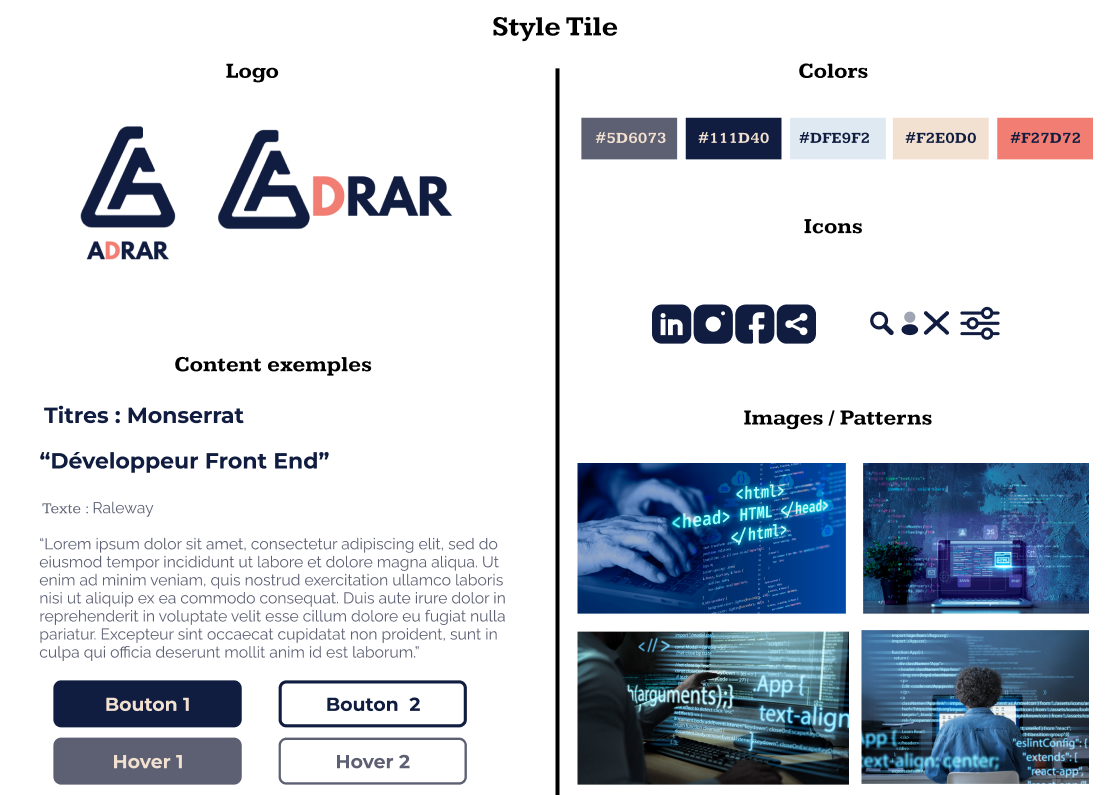 Style Tile
Logo
ADRAR
DRAR
Content exemples
Titres : Monserrat
“Développeur Front End”
Texte : Raleway
“Lorem ipsum dolor sit amet, consectetur adipiscing elit, sed do
eiusmod tempor incididunt ut labore et dolore magna aliqua. Ut
enim ad minim veniam, quis nostrud exercitation ullamco laboris
nisi ut aliquip ex ea commodo consequat. Duis aute irure dolor in
reprehenderit in voluptate velit esse cillum dolore eu fugiat nulla
pariatur. Excepteur sint occaecat cupidatat non proident, sunt in
culpa qui officia deserunt mollit anim id est laborum.”
Bouton 1
Bouton 2
Hover 1
Hover 2
Colors
#5D6073
#111D40
#DFE9F2
#F2E0D0
#F27D72
Icons
in
f
Images / Patterns
<html>
<head> HTML </head>
</html>
JS
HTML
<//>
h(arguments);}
.App {
text-align
App {
text-align: center;
"eslintConfig": {
"extends": [
"react-app",